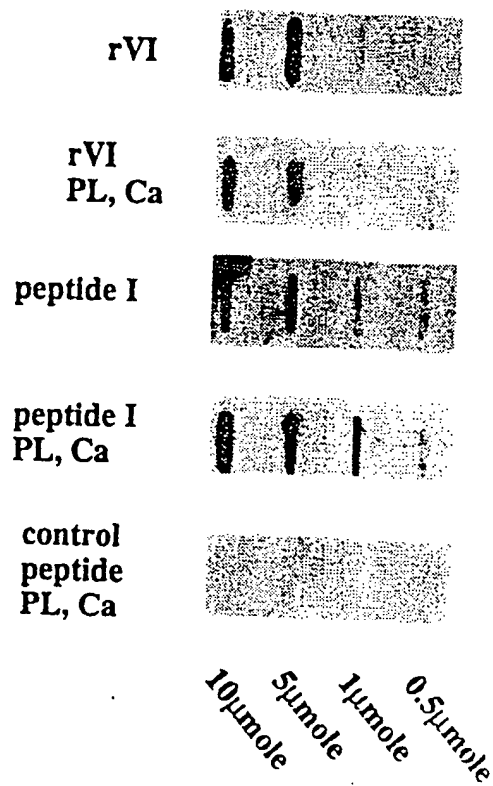 rVI
rVI
PL, Ca
peptide I
peptide I
PL, Ca
control
peptide
PL, Ca
10µmole
5µmole
1µmole
0.5µmole